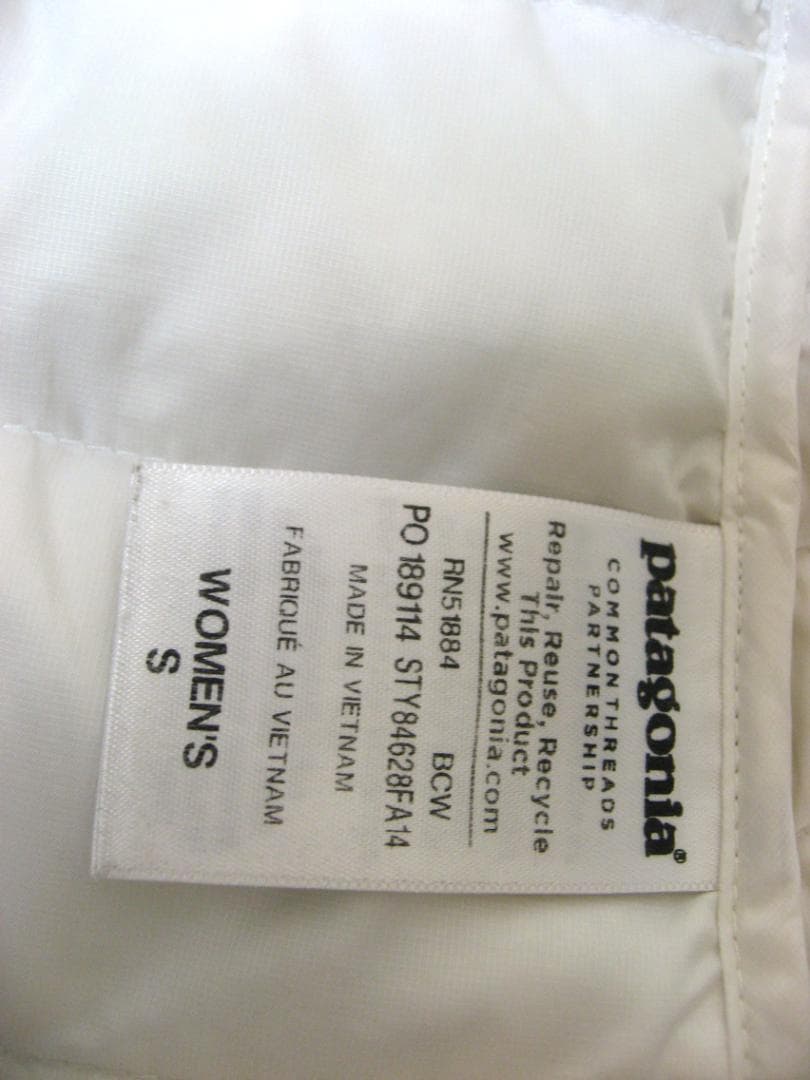 patagonia®
COMMON THREADS
PARTNERSHIP
Repair, Reuse, Recycle
This Product
www.patagonia.com
RN51884 BCW
PO 189114 STY84628FA14
MADE IN VIETNAM
FABRIQUÉ AU VIETNAM
WOMEN'S
S